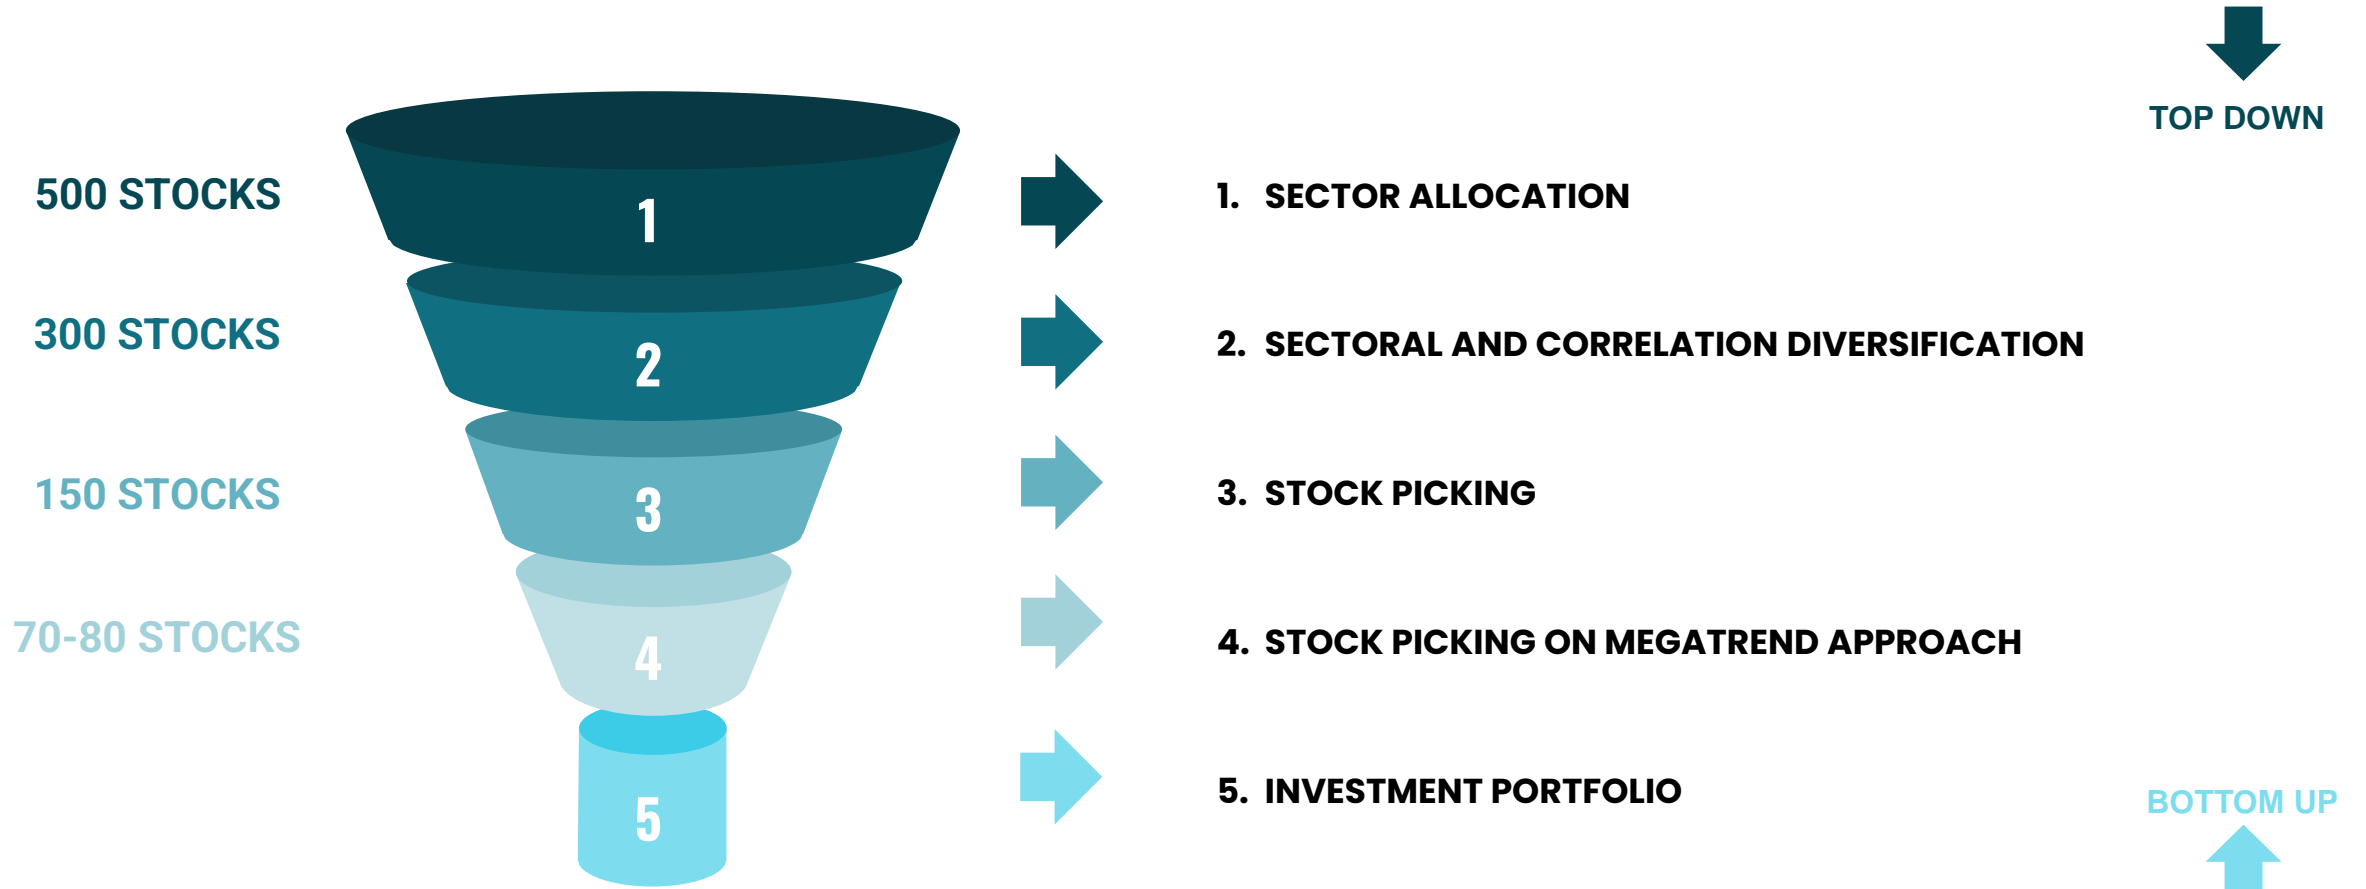 TOP DOWN
500 STOCKS
1
1. SECTOR ALLOCATION
300 STOCKS
2
2. SECTORAL AND CORRELATION DIVERSIFICATION
150 STOCKS
3
3. STOCK PICKING
70-80 STOCKS
4
4. STOCK PICKING ON MEGATREND APPROACH
5
5. INVESTMENT PORTFOLIO
BOTTOM UP